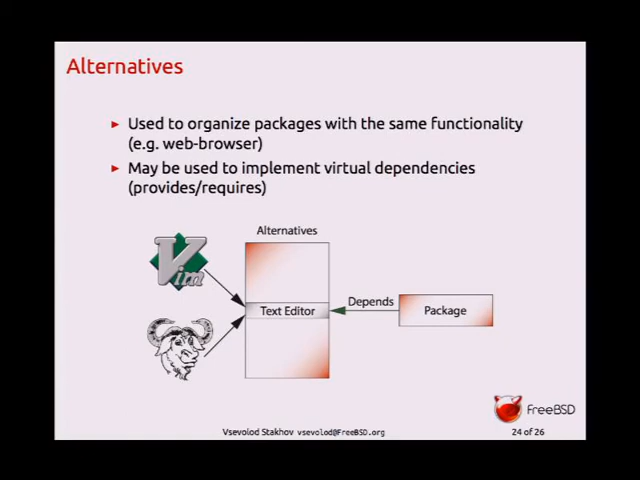 Alternatives
Used to organize packages with the same functionality
(e.g. web-browser)
May be used to implement virtual dependencies
(provides/requires)
Alternatives
Vim
Text Editor
Depends
Package
FreeBSD
Vsevolod Stakhov vsevolod@FreeBSD.org
24 of 26